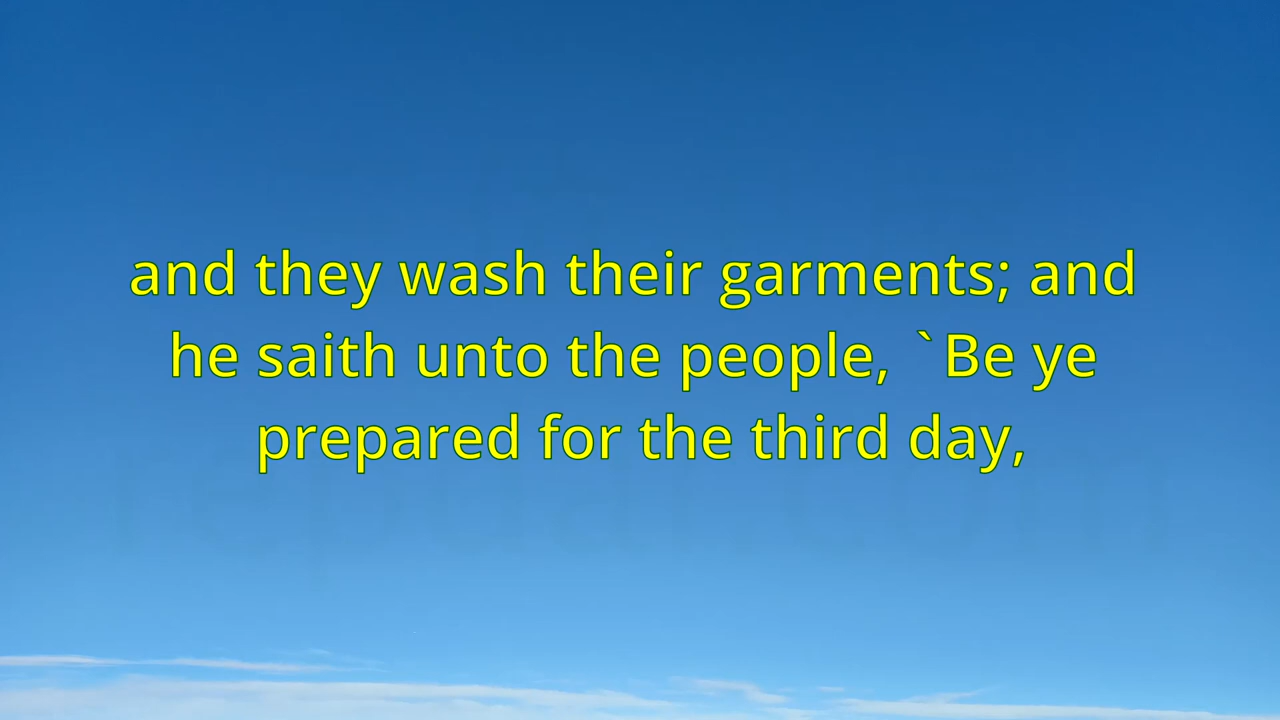 and they wash their garments; and
he saith unto the people, `Be ye
prepared for the third day,